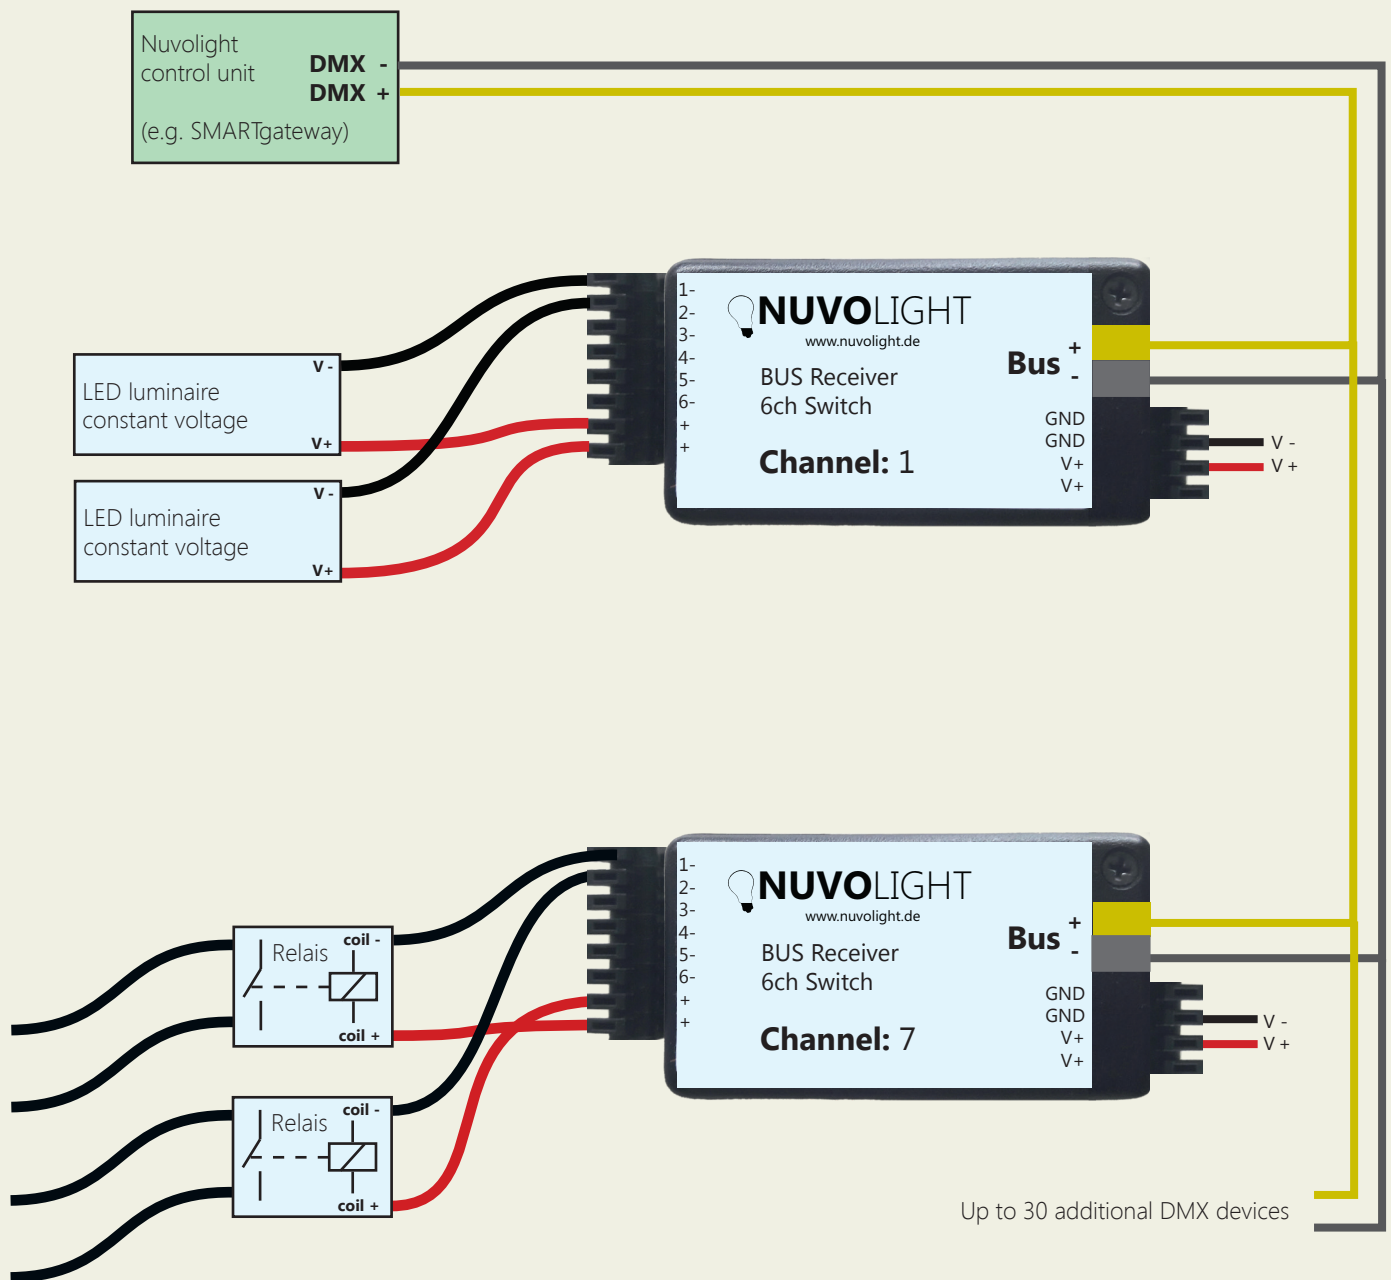 Nuvolight
control unit
DMX -
DMX +
(e.g. SMARTgateway)
LED luminaire
constant voltage
V -
V+
LED luminaire
constant voltage
V -
V+
1-
2-
3-
4-
5-
6-
+
+
NUVOLIGHT
www.nuvolight.de
BUS Receiver
6ch Switch
Channel: 1
Bus + -
GND
GND
V+
V+
V -
V +
Relais
coil -
coil +
Relais
coil -
coil +
1-
2-
3-
4-
5-
6-
+
+
NUVOLIGHT
www.nuvolight.de
BUS Receiver
6ch Switch
Channel: 7
Bus + -
GND
GND
V+
V+
V -
V +
Up to 30 additional DMX devices